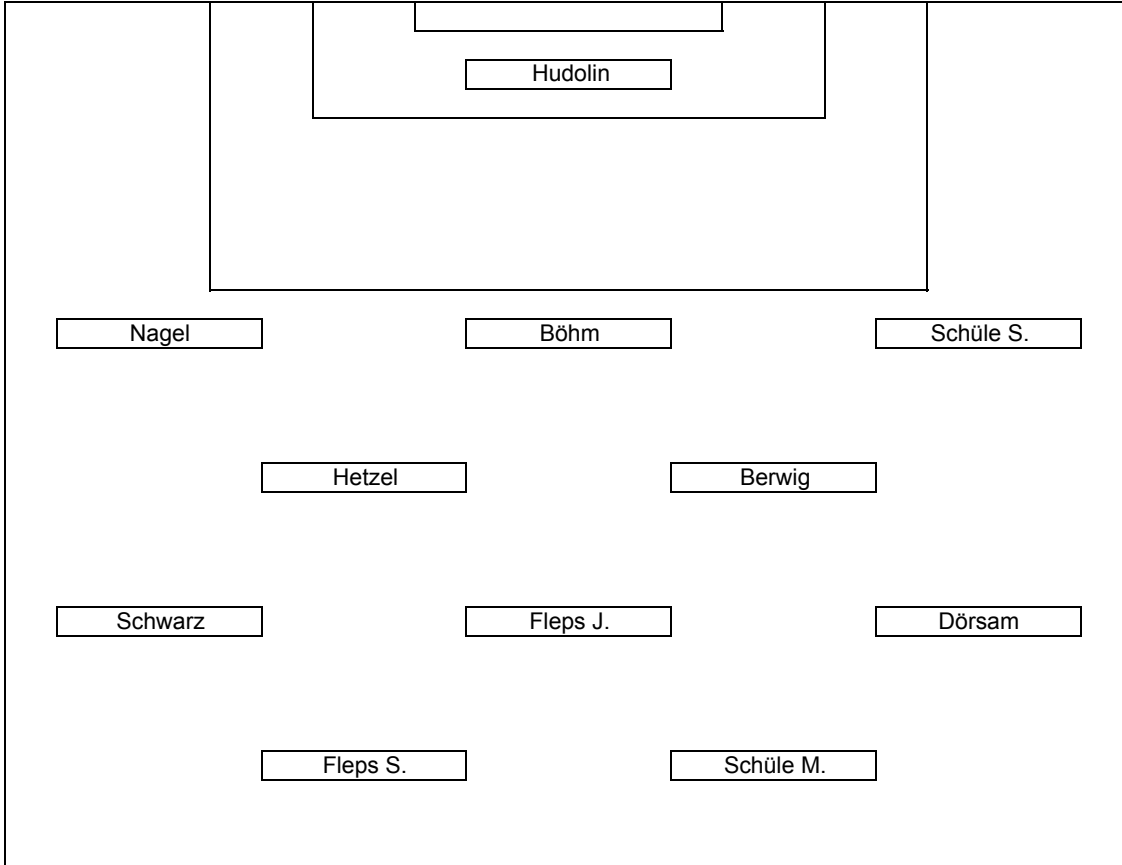 Hudolin
Nagel Böhm Schüle S.
Hetzel Berwig
Schwarz Fleps J. Dörsam
Fleps S. Schüle M.